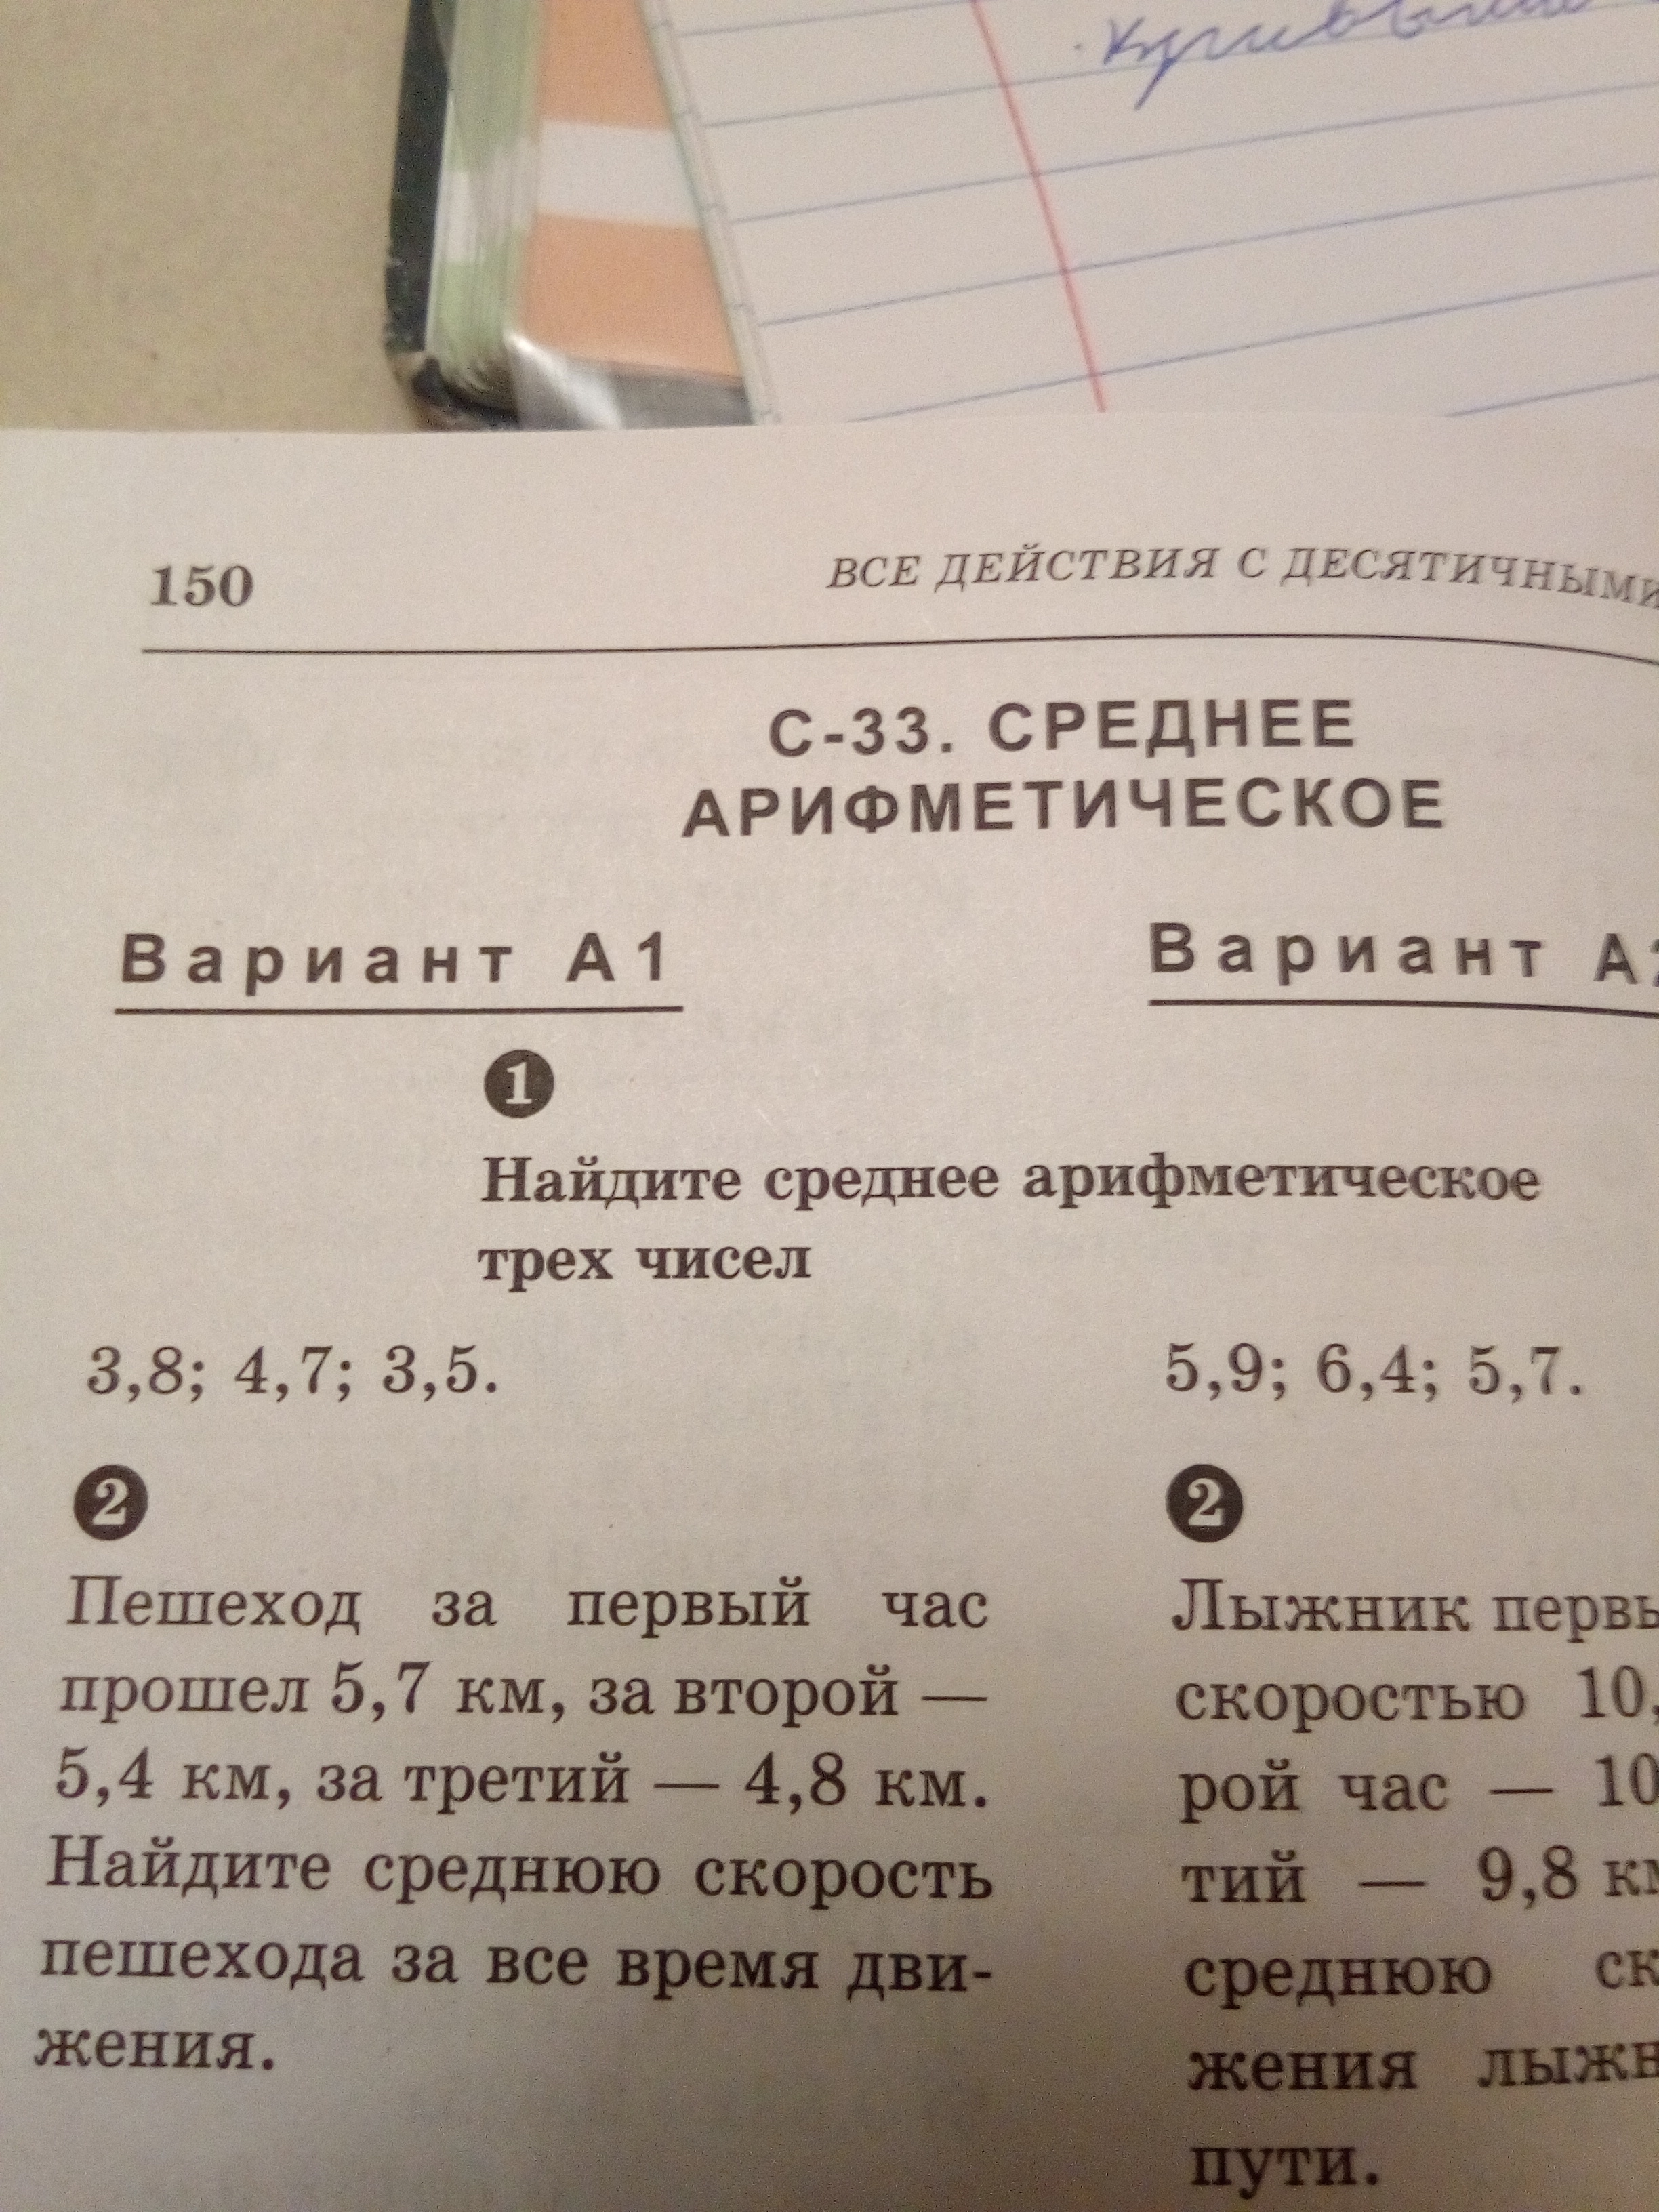 150
ВСЕ ДЕЙСТВИЯ С ДЕСЯТИЧНЫМИ
С-33. СРЕДНЕЕ
АРИФМЕТИЧЕСКОЕ
Вариант А1
Вариант А2
1
Найдите среднее арифметическое
трех чисел
3,8; 4,7; 3,5.
5,9; 6,4; 5,7.
2
Пешеход за первый час
прошел 5,7 км, за второй —
5,4 км, за третий — 4,8 км.
Найдите среднюю скорость
пешехода за все время дви-
жения.
2
Лыжник
скоростью 10,
рой час — 10
тий — 9,8
среднюю
жения
пути.